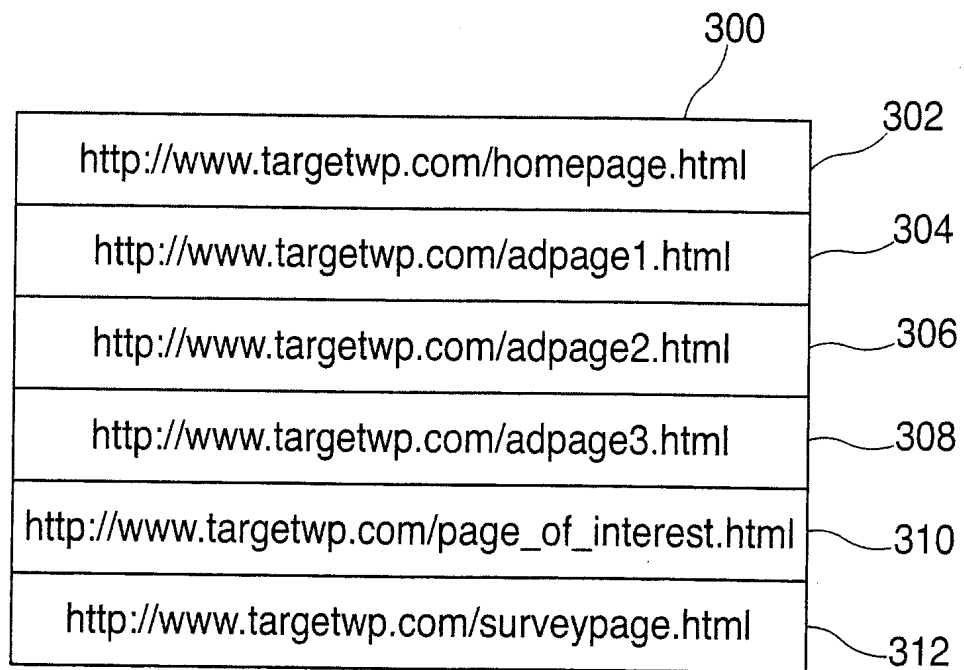 300
http://www.targetwp.com/homepage.html 302
http://www.targetwp.com/adpage1.html 304
http://www.targetwp.com/adpage2.html 306
http://www.targetwp.com/adpage3.html 308
http://www.targetwp.com/page_of_interest.html 310
http://www.targetwp.com/surveypage.html 312